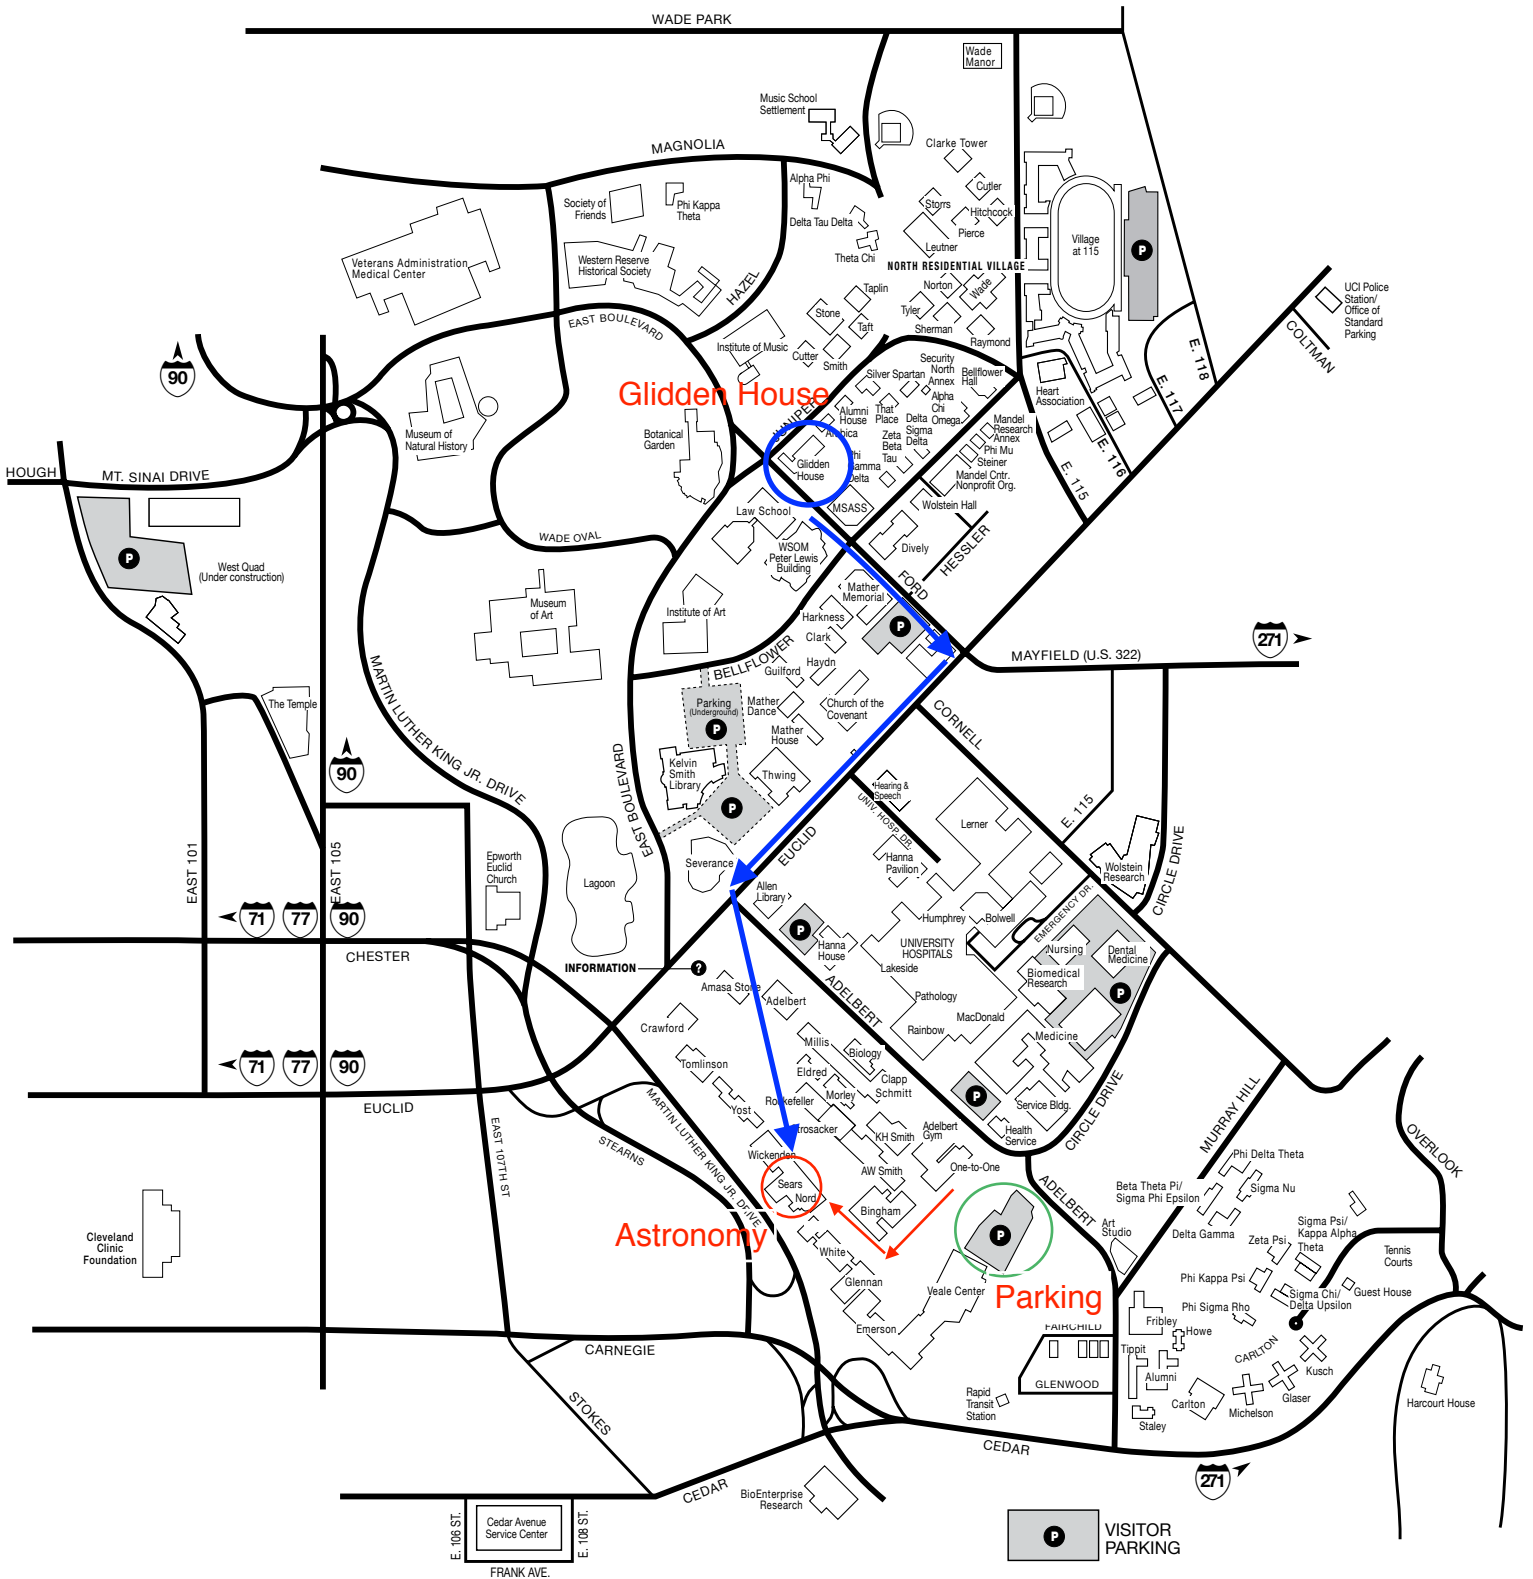 WADE PARK
Wade
Manor
Music School
Settlement
MAGNOLIA
Clarke Tower
Alpha Phi
Cutler
Society of
Friends
Phi Kappa
Theta
Storrs
Hitchcock
Delta Tau Delta
Pierce
Leutner
Village
at 115
P
Theta Chi
Veterans Administration
Medical Center
Western Reserve
Historical Society
NORTH RESIDENTIAL VILLAGE
HAZEL
Taplin
Norton
Wade
UCI Police
Station/
Office of
Standard
Parking
Stone
Tyler
Taft
Sherman
EAST BOULEVARD
COLTMAN
Institute of Music
Raymond
E. 118
Cutter
Smith
90
Security
North
Annex
Silver Spartan
Bellflower
Hall
Glidden House
E. 117
Heart
Association
JUNIPER
Alumni
House
That
Place
Alpha
Chi
Omega
Arabica
Delta
Sigma
Delta
Mandel
Research
Annex
Museum of
Natural History
Botanical
Garden
Zeta
Beta
Tau
Phi Mu
Steiner
Phi
Gamma
Delta
Glidden
House
E. 116
HOUGH
MT. SINAI DRIVE
Mandel Cntr.
Nonprofit Org.
E. 115
Law School
MSASS
Wolstein Hall
WADE OVAL
WSOM
Peter Lewis
Building
Dively
HESSLER
P
West Quad
(Under construction)
FORD
Mather
Memorial
Museum
of Art
Institute of Art
Harkness
P
Clark
271
MAYFIELD (U.S. 322)
BELLFLOWER
Haydn
Guilford
MARTIN LUTHER KING JR. DRIVE
The Temple
Parking
(Underground)
P
Mather
Dance
Church of the
Covenant
CORNELL
Mather
House
EAST BOULEVARD
90
Kelvin
Smith
Library
Thwing
Hearing &
Speech
UNIV. HOSP. DR.
P
Lerner
E. 115
EUCLID
CIRCLE DRIVE
EAST 101
EAST 105
Epworth
Euclid
Church
Severance
Hanna
Pavilion
Wolstein
Research
Lagoon
Allen
Library
EMERGENCY DR.
71
77
90
P
Humphrey
Bolwell
Hanna
House
UNIVERSITY
HOSPITALS
Nursing
Dental
Medicine
CHESTER
INFORMATION
?
Lakeside
Biomedical
Research
P
Amasa Stone
Adelbert
ADELBERT
Pathology
MacDonald
Crawford
Rainbow
Medicine
Millis
Biology
Tomlinson
71
77
90
Eldred
Clapp
Schmitt
Morley
P
Rockefeller
Yost
Service Bldg.
EUCLID
MARTIN LUTHER KING JR. DRIVE
CIRCLE DRIVE
MURRAY HILL
EAST 107TH ST
STEARNS
Strosacker
KH Smith
Adelbert
Gym
Health
Service
OVERLOOK
Wickenden
AW Smith
One-to-One
Phi Delta Theta
Sears
Nord
ADELBERT
Beta Theta Pi/
Sigma Phi Epsilon
Sigma Nu
Bingham
Astronomy
P
Art
Studio
Delta Gamma
Sigma Psi/
Kappa Alpha
Theta
Cleveland
Clinic
Foundation
White
Zeta Psi
Tennis
Courts
Glennan
Phi Kappa Psi
Veale Center
Parking
Sigma Chi/
Delta Upsilon
Guest House
Phi Sigma Rho
Emerson
FAIRCHILD
Fribley
Howe
CARNEGIE
Tippit
CARLTON
Kusch
GLENWOOD
Alumni
Rapid
Transit
Station
Carlton
Glaser
Harcourt House
STOKES
Michelson
Staley
CEDAR
271
CEDAR
BioEnterprise
Research
E. 106 ST.
Cedar Avenue
Service Center
E. 108 ST.
P
VISITOR
PARKING
FRANK AVE.